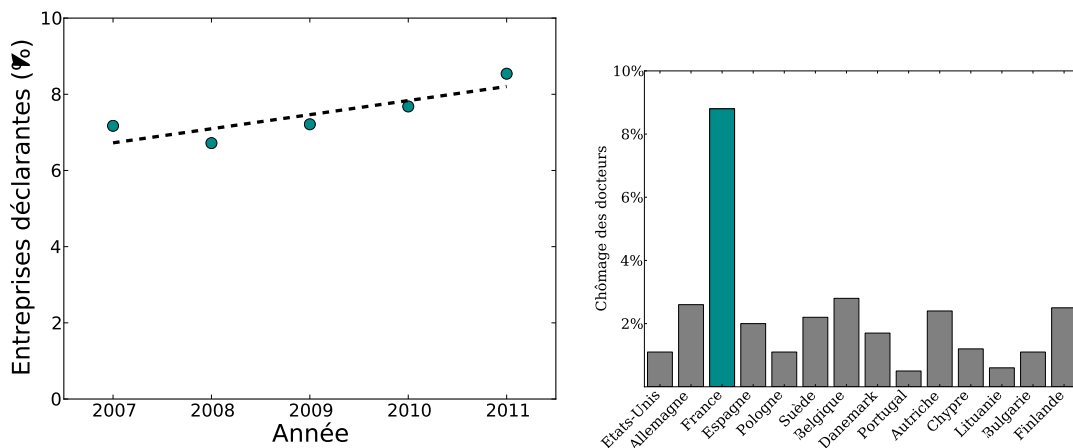 Entreprises déclarantes (%)
10
8
6
4
2
0
2007 2008 2009 2010 2011
Année
Chômage des docteurs
10%
8%
6%
4%
2%
Etats-Unis
Allemagne
France
Espagne
Pologne
Suède
Belgique
Danemark
Portugal
Autriche
Chypre
Lituanie
Bulgarie
Finlande